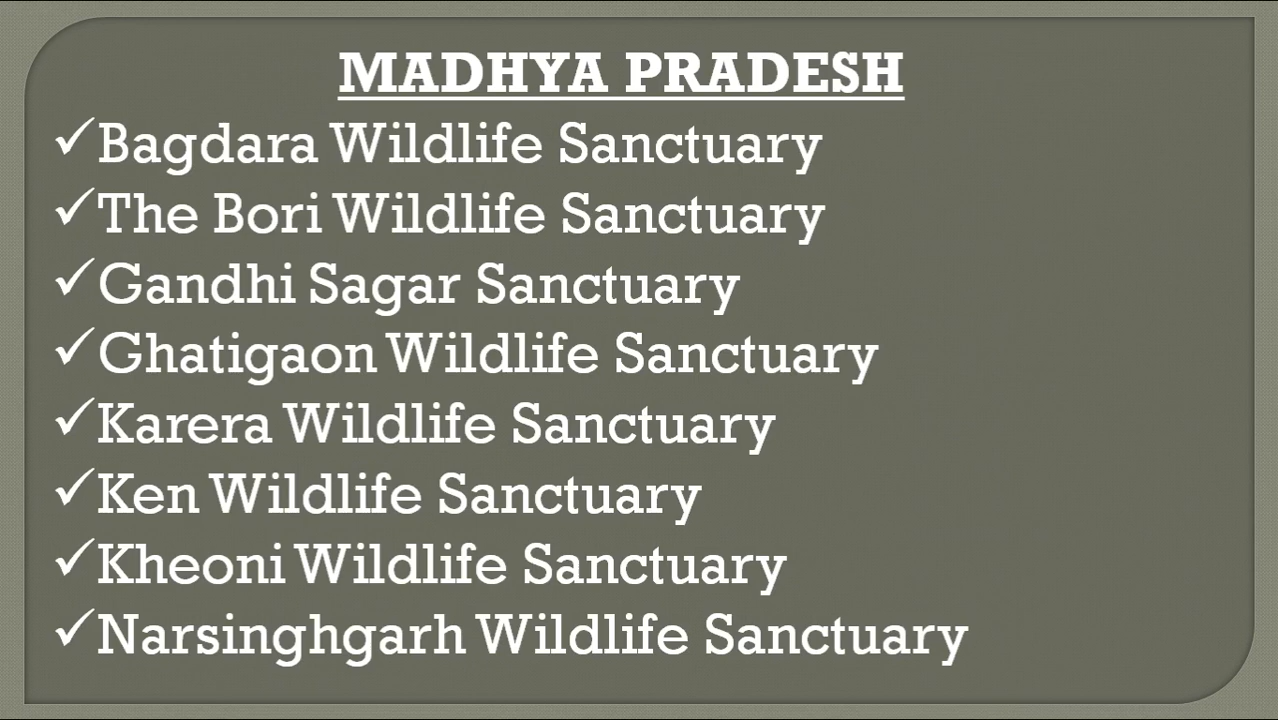 MADHYA PRADESH
✓Bagdara Wildlife Sanctuary
✓The Bori Wildlife Sanctuary
✓Gandhi Sagar Sanctuary
✓Ghatigaon Wildlife Sanctuary
✓Karera Wildlife Sanctuary
✓Ken Wildlife Sanctuary
✓Kheoni Wildlife Sanctuary
✓Narsinghgarh Wildlife Sanctuary